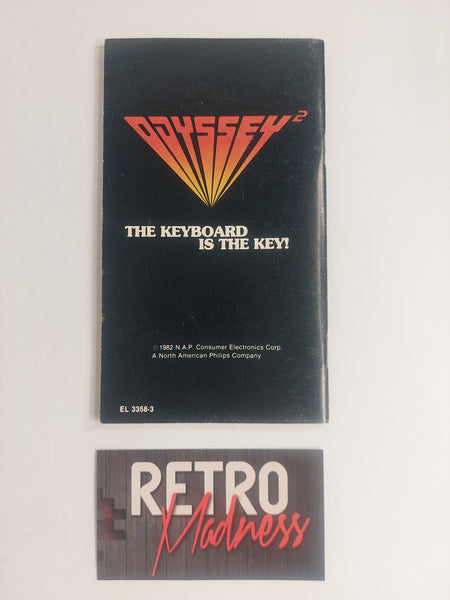 ODYSSEY²
THE KEYBOARD
IS THE KEY!
© 1982 N.A.P. Consumer Electronics Corp.
A North American Philips Company
EL 3358-3
RETRO
Madness